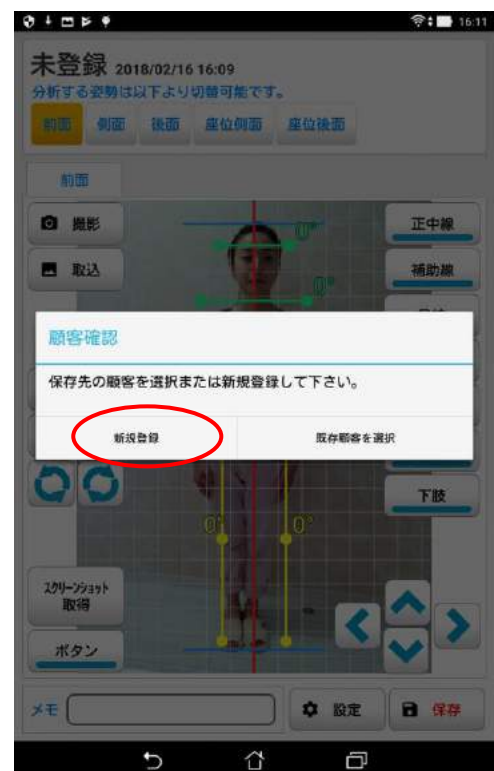 16:11
未登録 2018/02/16 16:09
分析する姿勢は以下より切替可能です。
前面 側面 後面 座位側面 座位後面
前面
撮影
正中線
取込
補助線
0°
0°
顧客確認
保存先の顧客を選択または新規登録して下さい。
新規登録 既存顧客を選択
下肢
0° 0°
スクリーンショット
取得
ボタン
メモ 設定 保存